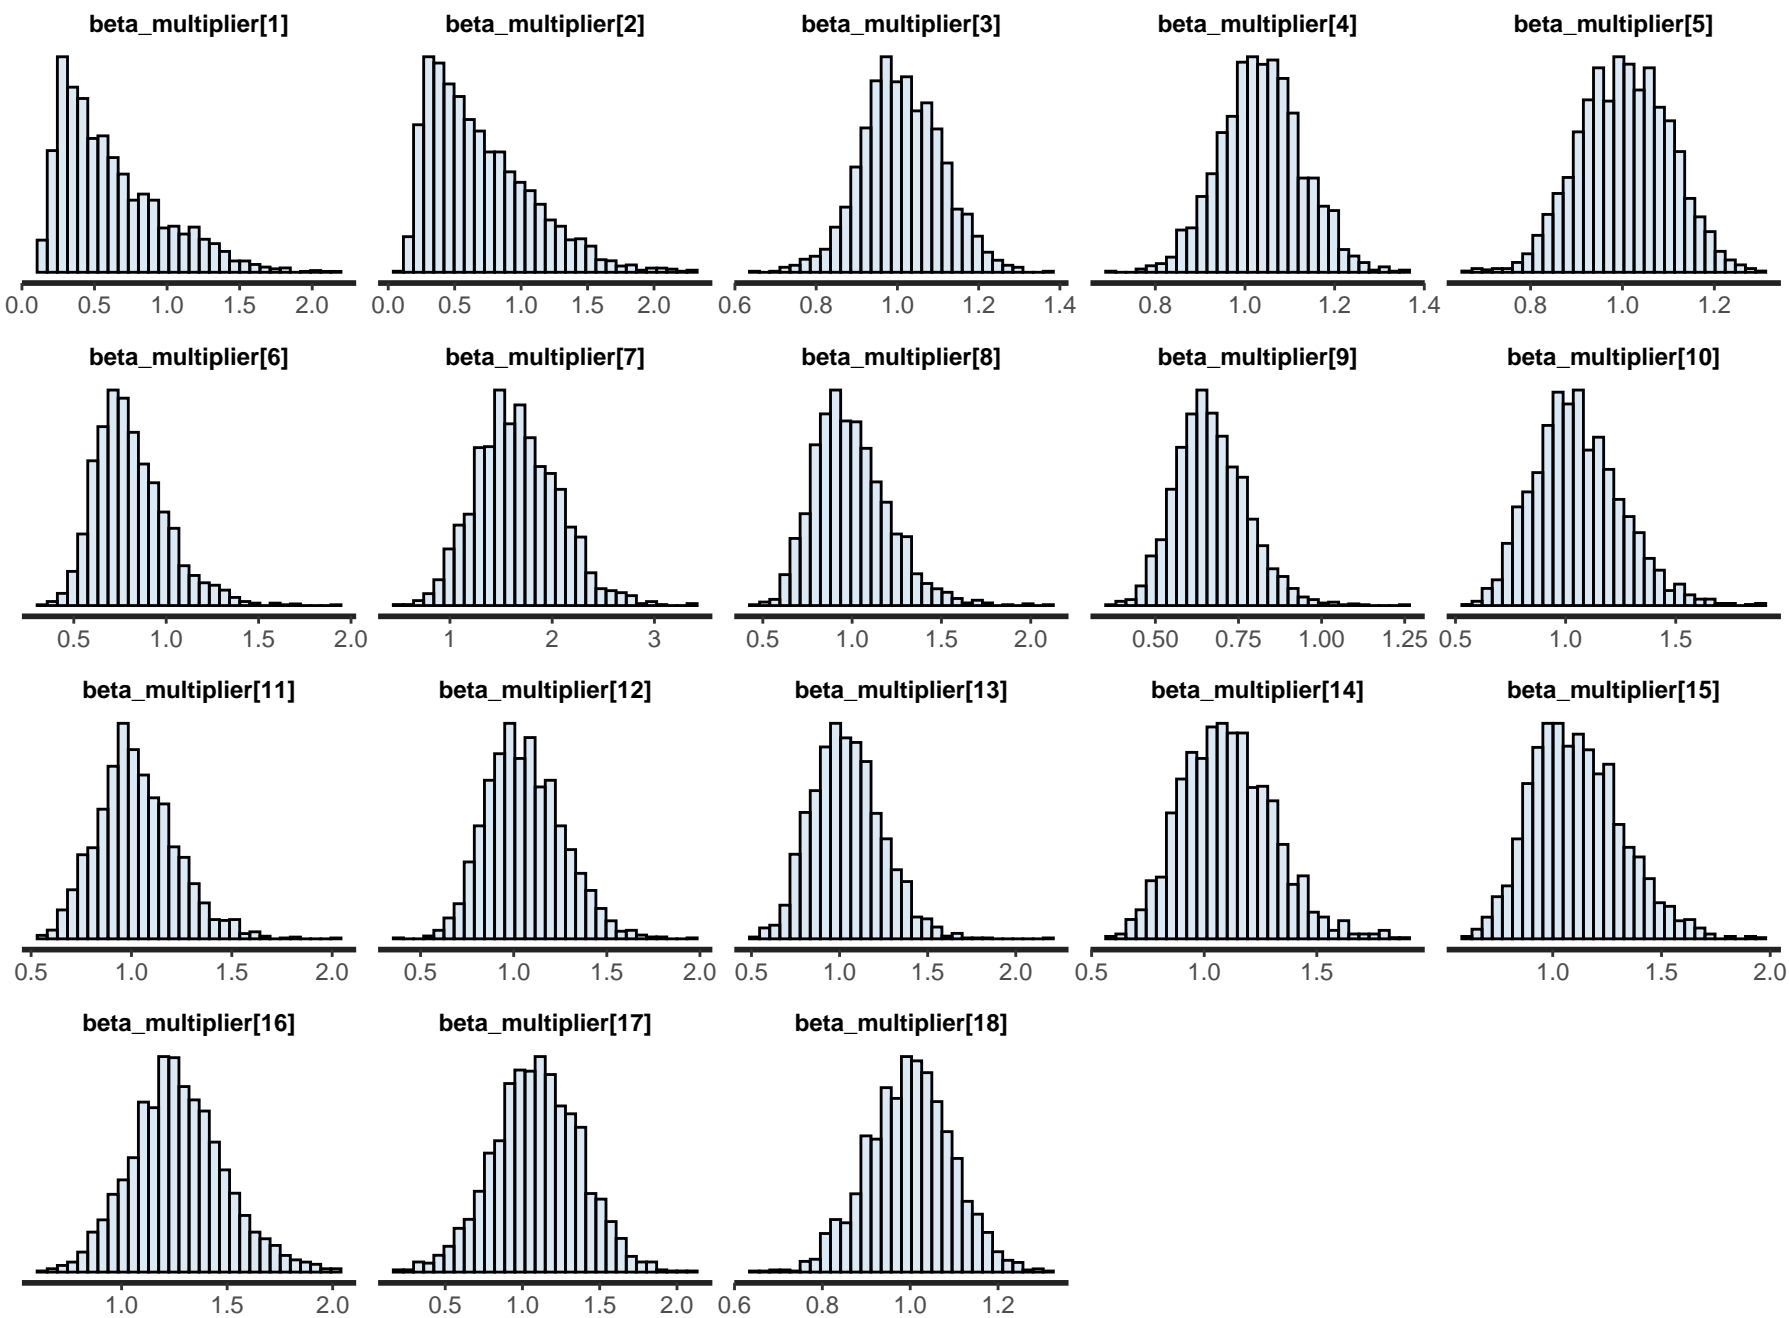 beta_multiplier[1] beta_multiplier[2] beta_multiplier[3] beta_multiplier[4] beta_multiplier[5]
0.0 0.5 1.0 1.5 2.0 0.0 0.5 1.0 1.5 2.0 0.6 0.8 1.0 1.2 1.4 0.8 1.0 1.2 1.4 0.8 1.0 1.2
beta_multiplier[6] beta_multiplier[7] beta_multiplier[8] beta_multiplier[9] beta_multiplier[10]
0.5 1.0 1.5 2.0 1 2 3 0.5 1.0 1.5 2.0 0.50 0.75 1.00 1.25 0.5 1.0 1.5
beta_multiplier[11] beta_multiplier[12] beta_multiplier[13] beta_multiplier[14] beta_multiplier[15]
0.5 1.0 1.5 2.0 0.5 1.0 1.5 2.0 0.5 1.0 1.5 2.0 0.5 1.0 1.5 1.0 1.5 2.0
beta_multiplier[16] beta_multiplier[17] beta_multiplier[18]
1.0 1.5 2.0 0.5 1.0 1.5 2.0 0.6 0.8 1.0 1.2